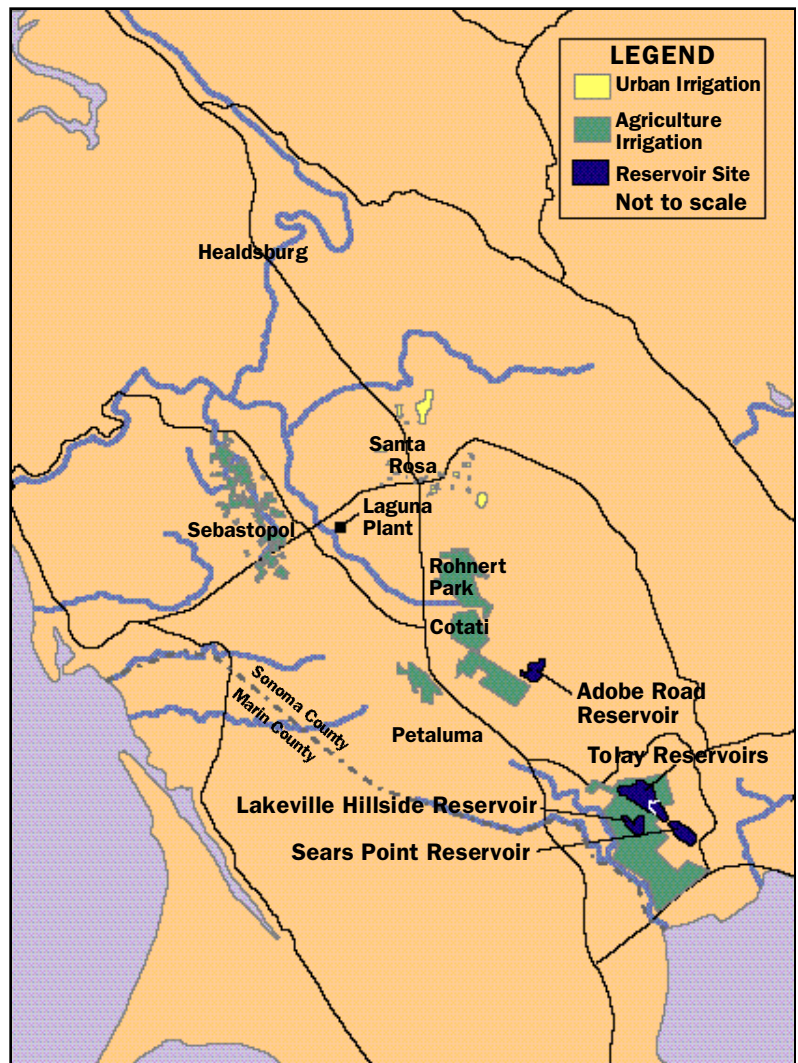 LEGEND
Urban Irrigation
Agriculture
Irrigation
Reservoir Site
Not to scale
Healdsburg
Santa
Rosa
Laguna
Plant
Sebastopol
Rohnert
Park
Cotati
Adobe Road
Reservoir
Sonoma County
Marin County
Petaluma
Tolay Reservoirs
Lakeville Hillside Reservoir
Sears Point Reservoir